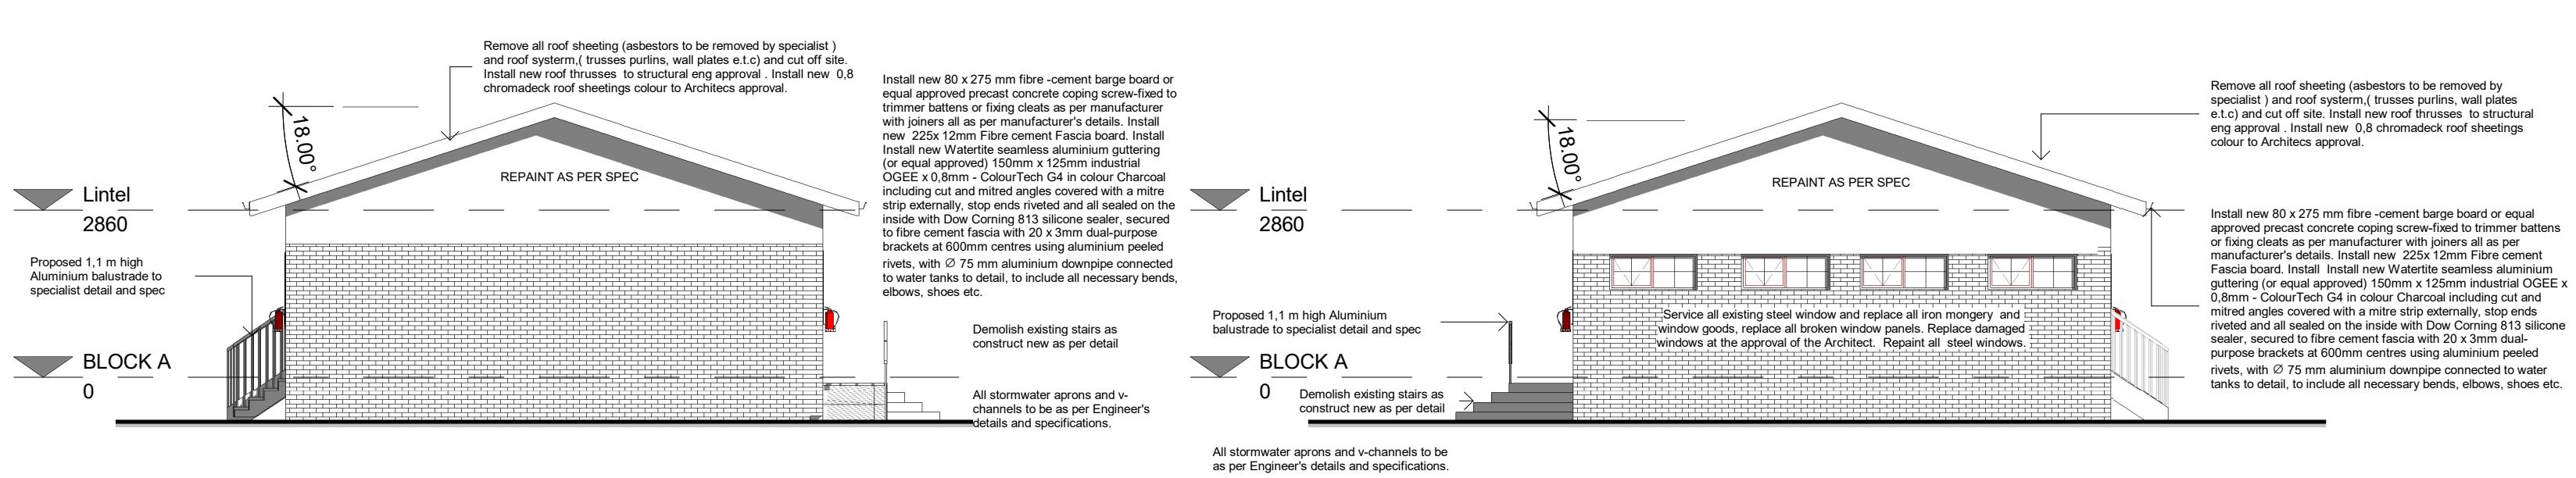 Remove all roof sheeting (asbestors to be removed by specialist )
and roof systerm,( trusses purlins, wall plates e.t.c) and cut off site.
Install new roof thrusses  to structural eng approval . Install new  0,8
chromadeck roof sheetings colour to Architecs approval.
18.00°
REPAINT AS PER SPEC
Lintel
2860
Proposed 1,1 m high
Aluminium balustrade to
specialist detail and spec
BLOCK A
0
Install new 80 x 275 mm fibre -cement barge board or
equal approved precast concrete coping screw-fixed to
trimmer battens or fixing cleats as per manufacturer
with joiners all as per manufacturer's details. Install
new  225x 12mm Fibre cement Fascia board. Install
Install new Watertite seamless aluminium guttering
(or equal approved) 150mm x 125mm industrial
OGEE x 0,8mm - ColourTech G4 in colour Charcoal
including cut and mitred angles covered with a mitre
strip externally, stop ends riveted and all sealed on the
inside with Dow Corning 813 silicone sealer, secured
to fibre cement fascia with 20 x 3mm dual-purpose
brackets at 600mm centres using aluminium peeled
rivets, with ∅ 75 mm aluminium downpipe connected
to water tanks to detail, to include all necessary bends,
elbows, shoes etc.
Demolish existing stairs as
construct new as per detail
All stormwater aprons and v-
channels to be as per Engineer's
details and specifications.
18.00°
REPAINT AS PER SPEC
Lintel
2860
Proposed 1,1 m high Aluminium
balustrade to specialist detail and spec
BLOCK A
0
Demolish existing stairs as
construct new as per detail
All stormwater aprons and v-channels to be
as per Engineer's details and specifications.
Service all existing steel window and replace all iron mongery  and
window goods, replace all broken window panels. Replace damaged
windows at the approval of the Architect.  Repaint all  steel windows.
Remove all roof sheeting (asbestors to be removed by
specialist ) and roof systerm,( trusses purlins, wall plates
e.t.c) and cut off site. Install new roof thrusses  to structural
eng approval . Install new  0,8 chromadeck roof sheetings
colour to Architecs approval.
Install new 80 x 275 mm fibre -cement barge board or equal
approved precast concrete coping screw-fixed to trimmer battens
or fixing cleats as per manufacturer with joiners all as per
manufacturer's details. Install new  225x 12mm Fibre cement
Fascia board. Install  Install new Watertite seamless aluminium
guttering (or equal approved) 150mm x 125mm industrial OGEE x
0,8mm - ColourTech G4 in colour Charcoal including cut and
mitred angles covered with a mitre strip externally, stop ends
riveted and all sealed on the inside with Dow Corning 813 silicone
sealer, secured to fibre cement fascia with 20 x 3mm dual-
purpose brackets at 600mm centres using aluminium peeled
rivets, with ∅ 75 mm aluminium downpipe connected to water
tanks to detail, to include all necessary bends, elbows, shoes etc.